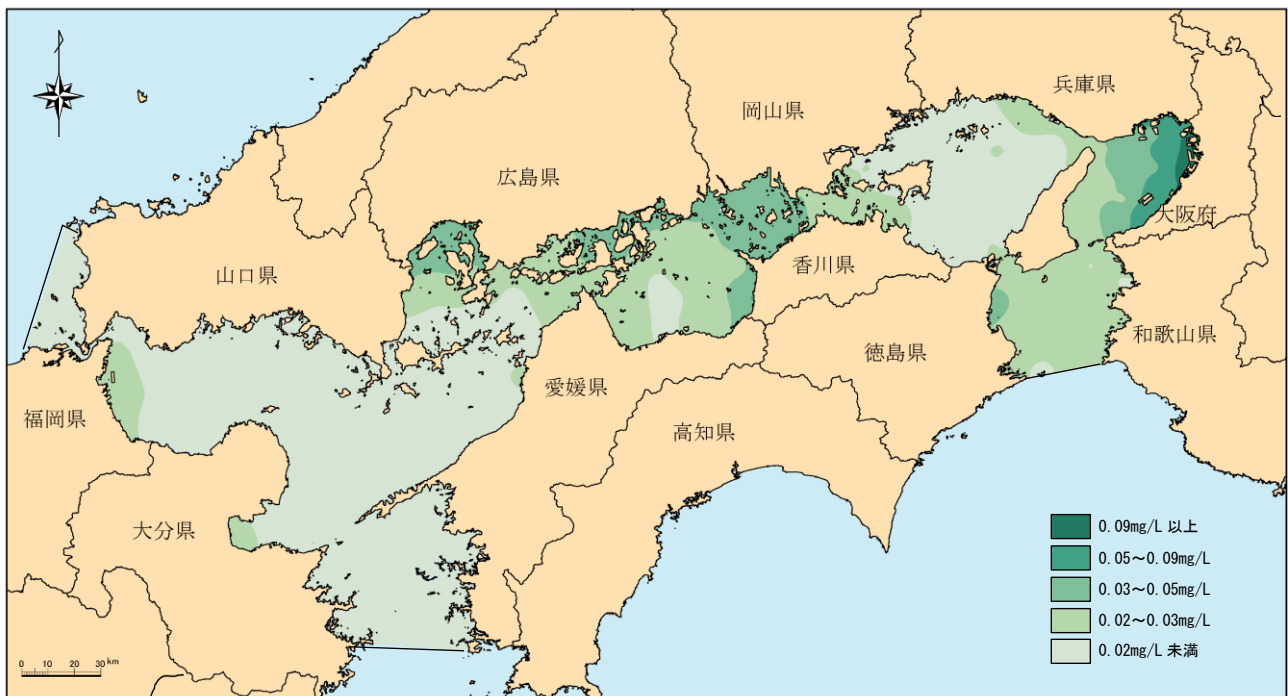 兵庫県
岡山県
広島県
大阪府
香川県
山口県
和歌山県
徳島県
愛媛県
福岡県
高知県
大分県
0.09mg/L 以上
0.05~0.09mg/L
0.03~0.05mg/L
0.02~0.03mg/L
0.02mg/L 未満
0 10 20 30 km